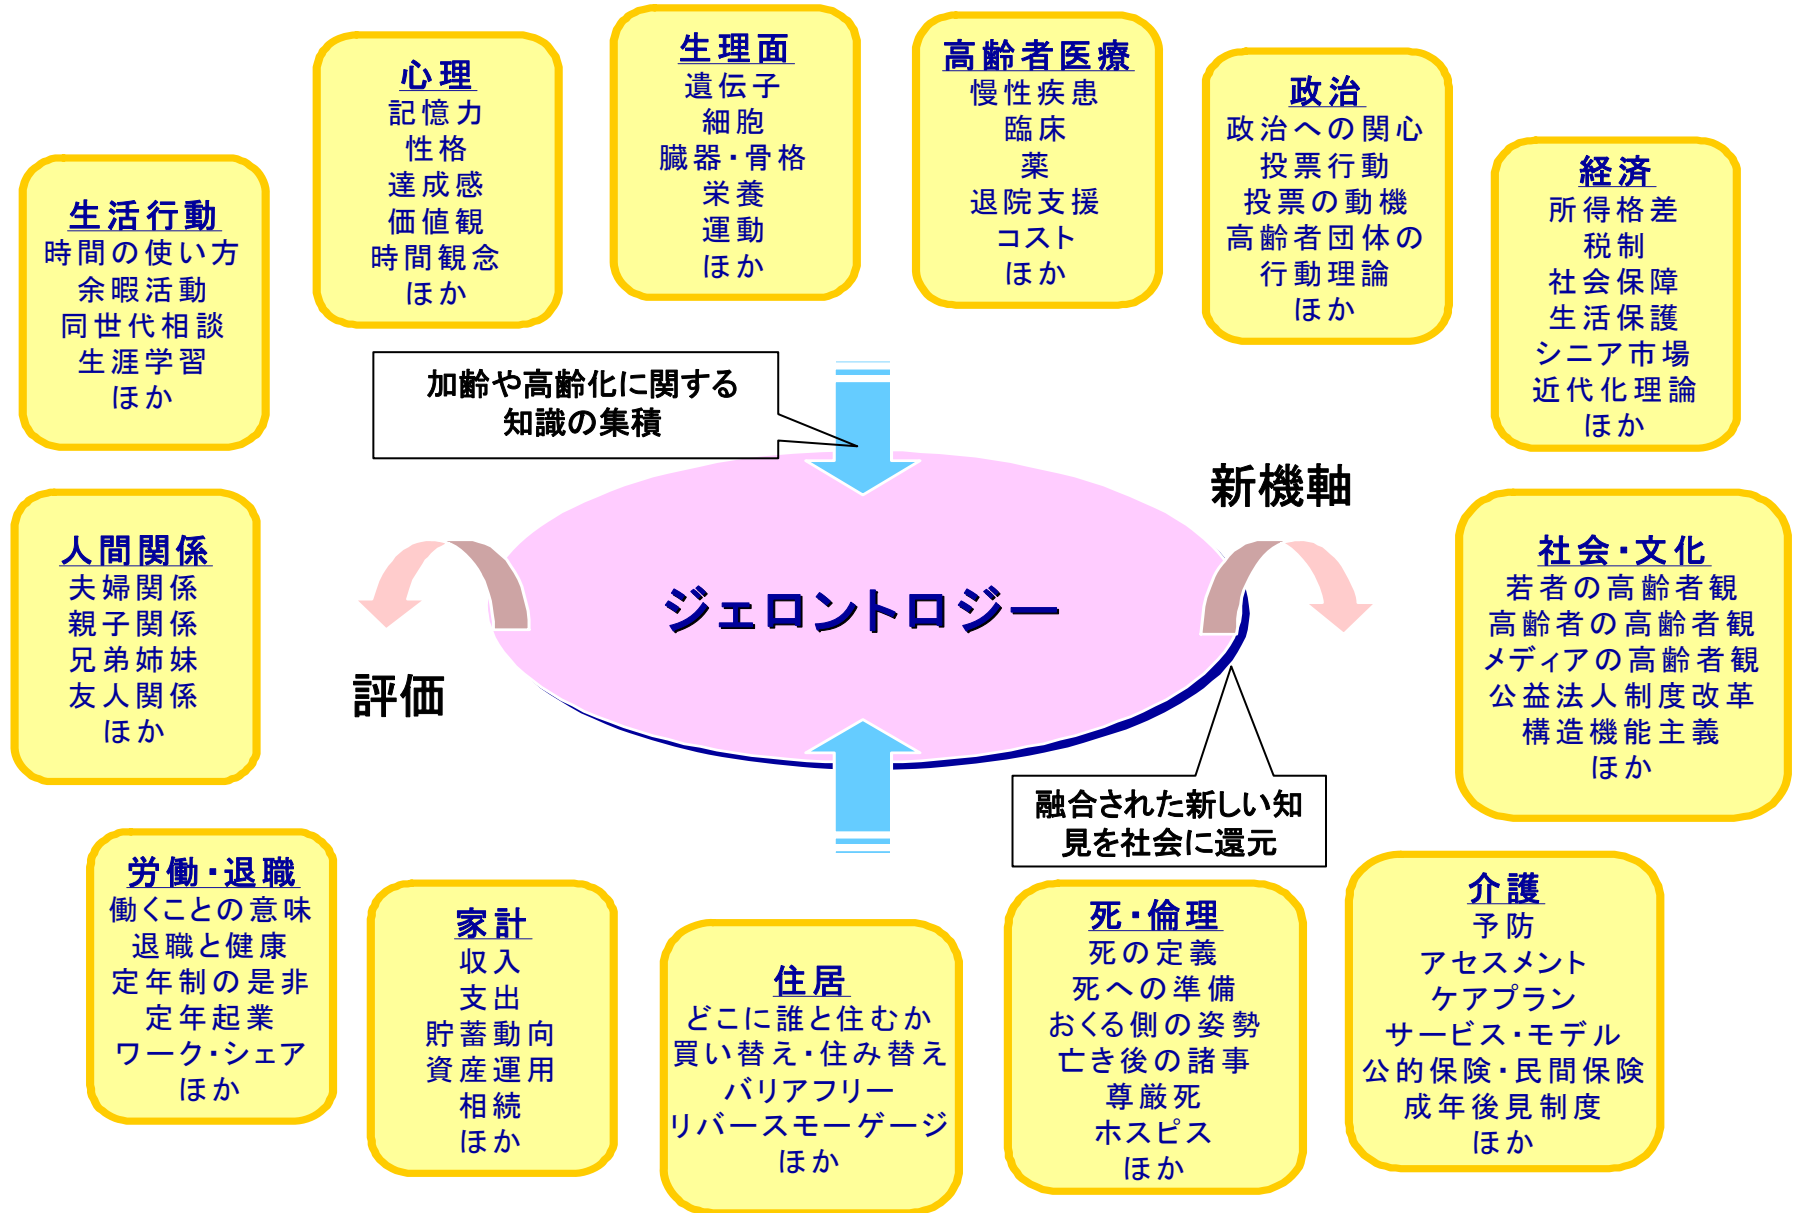 心理
記憶力
性格
達成感
価値観
時間観念
ほか
生理面
遺伝子
細胞
臓器・骨格
栄養
運動
ほか
高齢者医療
慢性疾患
臨床
薬
退院支援
コスト
ほか
政治
政治への関心
投票行動
投票の動機
高齢者団体の
行動理論
ほか
経済
所得格差
税制
社会保障
生活保護
シニア市場
近代化理論
ほか
生活行動
時間の使い方
余暇活動
同世代相談
生涯学習
ほか
加齢や高齢化に関する
知識の集積
新機軸
人間関係
夫婦関係
親子関係
兄弟姉妹
友人関係
ほか
評価
ジェロントロジー
社会・文化
若者の高齢者観
高齢者の高齢者観
メディアの高齢者観
公益法人制度改革
構造機能主義
ほか
融合された新しい知
見を社会に還元
労働・退職
働くことの意味
退職と健康
定年制の是非
定年起業
ワーク・シェア
ほか
家計
収入
支出
貯蓄動向
資産運用
相続
ほか
住居
どこに誰と住むか
買い替え・住み替え
バリアフリー
リバースモーゲージ
ほか
死・倫理
死の定義
死への準備
おくる側の姿勢
亡き後の諸事
尊厳死
ホスピス
ほか
介護
予防
アセスメント
ケアプラン
サービス・モデル
公的保険・民間保険
成年後見制度
ほか